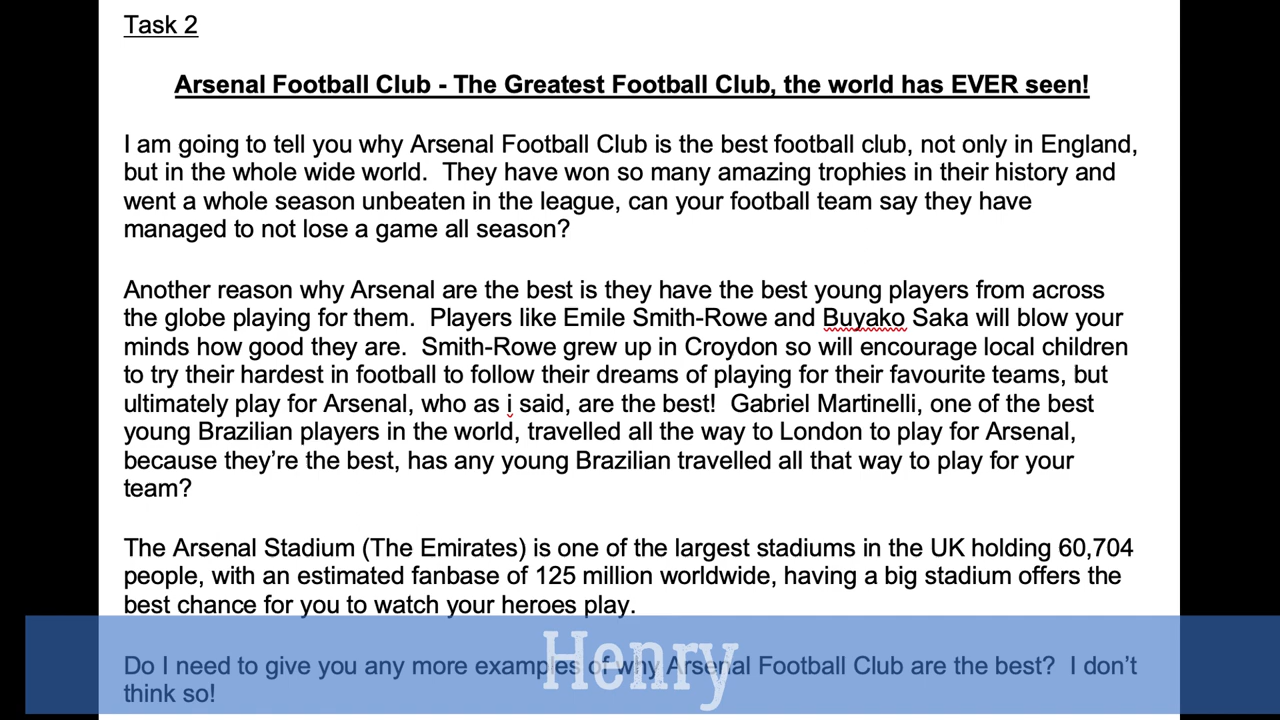 Task 2
Arsenal Football Club - The Greatest Football Club, the world has EVER seen!
I am going to tell you why Arsenal Football Club is the best football club, not only in England,
but in the whole wide world.  They have won so many amazing trophies in their history and
went a whole season unbeaten in the league, can your football team say they have
managed to not lose a game all season?
Another reason why Arsenal are the best is they have the best young players from across
the globe playing for them.  Players like Emile Smith-Rowe and Buyako Saka will blow your
minds how good they are.  Smith-Rowe grew up in Croydon so will encourage local children
to try their hardest in football to follow their dreams of playing for their favourite teams, but
ultimately play for Arsenal, who as i said, are the best!  Gabriel Martinelli, one of the best
young Brazilian players in the world, travelled all the way to London to play for Arsenal,
because they’re the best, has any young Brazilian travelled all that way to play for your
team?
The Arsenal Stadium (The Emirates) is one of the largest stadiums in the UK holding 60,704
people, with an estimated fanbase of 125 million worldwide, having a big stadium offers the
best chance for you to watch your heroes play.
Do I need to give you any more examples of why Arsenal Football Club are the best?  I don’t
think so!
Henry